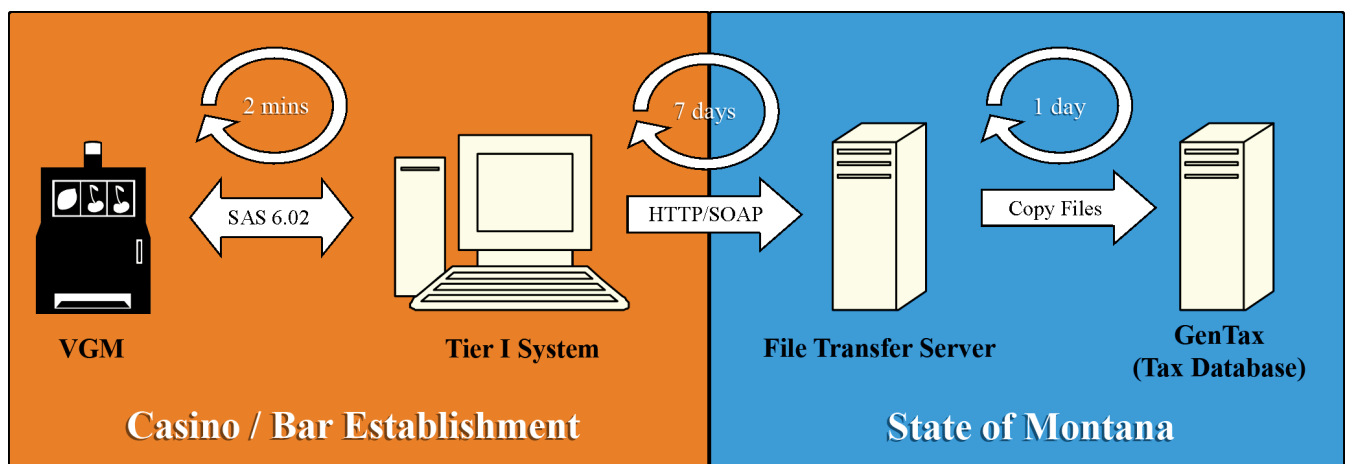 2 mins
7 days
1 day
SAS 6.02
HTTP/SOAP
Copy Files
VGM
Tier I System
File Transfer Server
GenTax
(Tax Database)
Casino / Bar Establishment
State of Montana